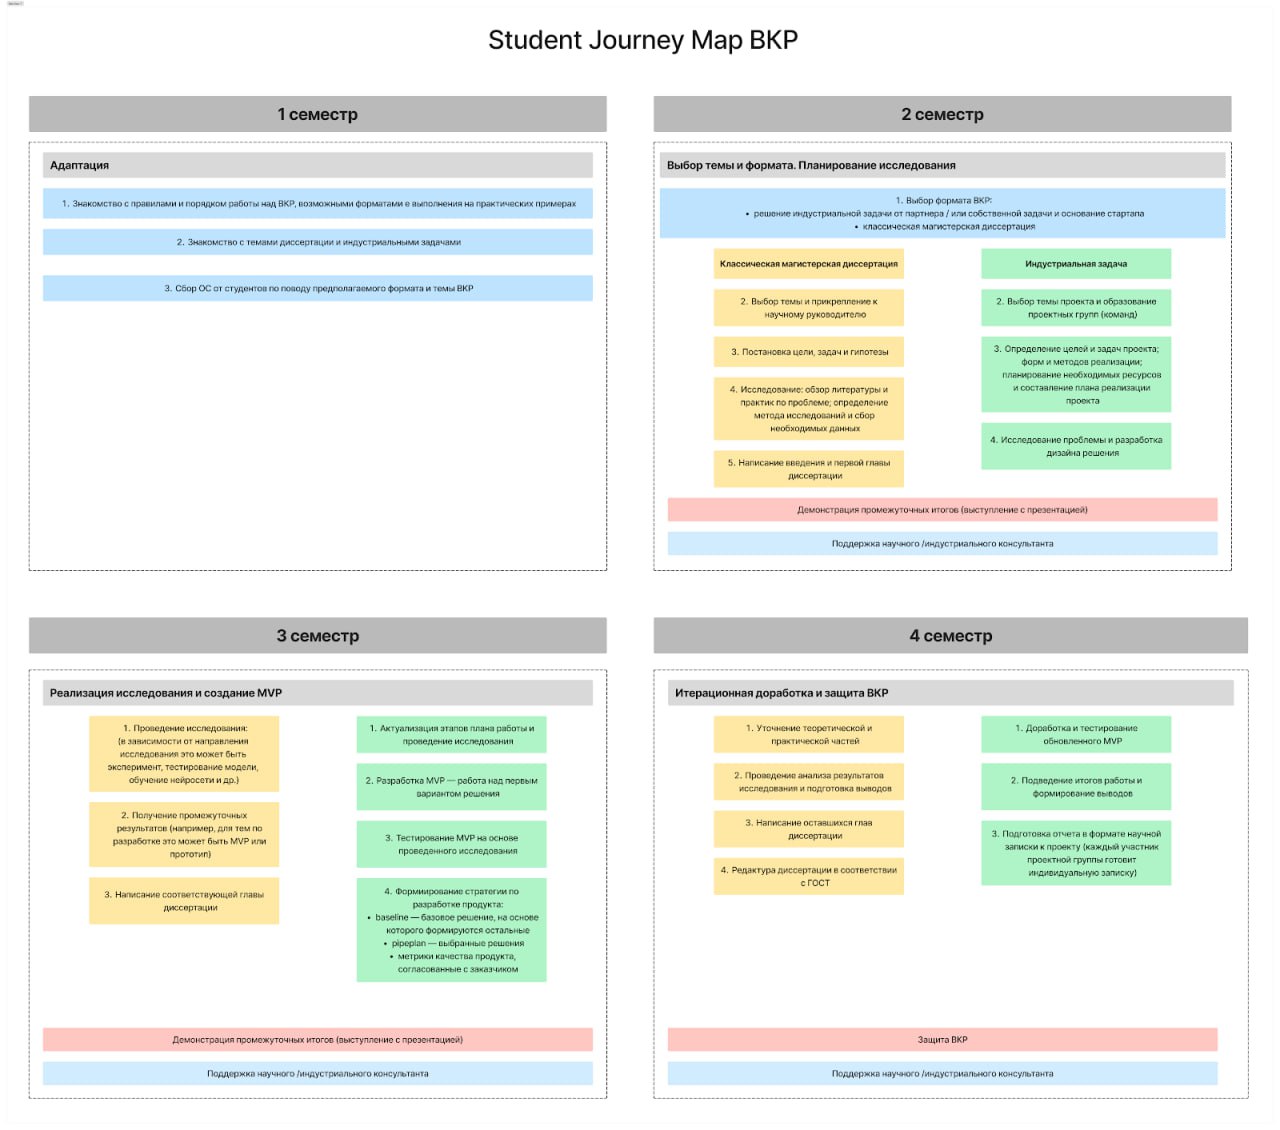 Student Journey Map ВКР
1 семестр
Адаптация
1. Знакомство с правилами и порядком работы над ВКР, возможными форматами е выполнения на практических примерах
2. Знакомство с темами диссертации и индустриальными задачами
3. Сбор ОС от студентов по поводу предполагаемого формата и темы ВКР
2 семестр
Выбор темы и формата. Планирование исследования
1. Выбор формата ВКР:
• решение индустриальной задачи от партнера / или собственной задачи и основание стартапа
• классическая магистерская диссертация
Классическая магистерская диссертация
2. Выбор темы и прикрепление к
научному руководителю
3. Постановка цели, задач и гипотезы
4. Исследование: обзор литературы и
практик по проблеме; определение
метода исследований и сбор
необходимых данных
5. Написание введения и первой главы
диссертации
Индустриальная задача
2. Выбор темы проекта и образование
проектных групп (команд)
3. Определение целей и задач проекта;
форм и методов реализации;
планирование необходимых ресурсов
и составление плана реализации
проекта
4. Исследование проблемы и разработка
дизайна решения
Демонстрация промежуточных итогов (выступление с презентацией)
Поддержка научного /индустриального консультанта
3 семестр
Реализация исследования и создание MVP
1. Проведение исследования:
(в зависимости от направления
исследования это может быть
эксперимент, тестирование модели,
обучение нейросети и др.)
2. Получение промежуточных
результатов (например, для тем по
разработке это может быть MVP или
прототип)
3. Написание соответствующей главы
диссертации
1. Актуализация этапов плана работы и
проведение исследования
2. Разработка MVP — работа над первым
вариантом решения
3. Тестирование MVP на основе
проведенного исследования
4. Формиирование стратегии по
разработке продукта:
• baseline — базовое решение, на основе
которого формируются остальные
• pipeplan — выбранные решения
• метрики качества продукта,
согласованные с заказчиком
Демонстрация промежуточных итогов (выступление с презентацией)
Поддержка научного /индустриального консультанта
4 семестр
Итерационная доработка и защита ВКР
1. Уточнение теоретической и
практической частей
2. Проведение анализа результатов
исследования и подготовка выводов
3. Написание оставшихся глав
диссертации
4. Редактура диссертации в соответствии
с ГОСТ
1. Доработка и тестирование
обновленного MVP
2. Подведение итогов работы и
формирование выводов
3. Подготовка отчета в формате научной
записки к проекту (каждый участник
проектной группы готовит
индивидуальную записку)
Защита ВКР
Поддержка научного /индустриального консультанта